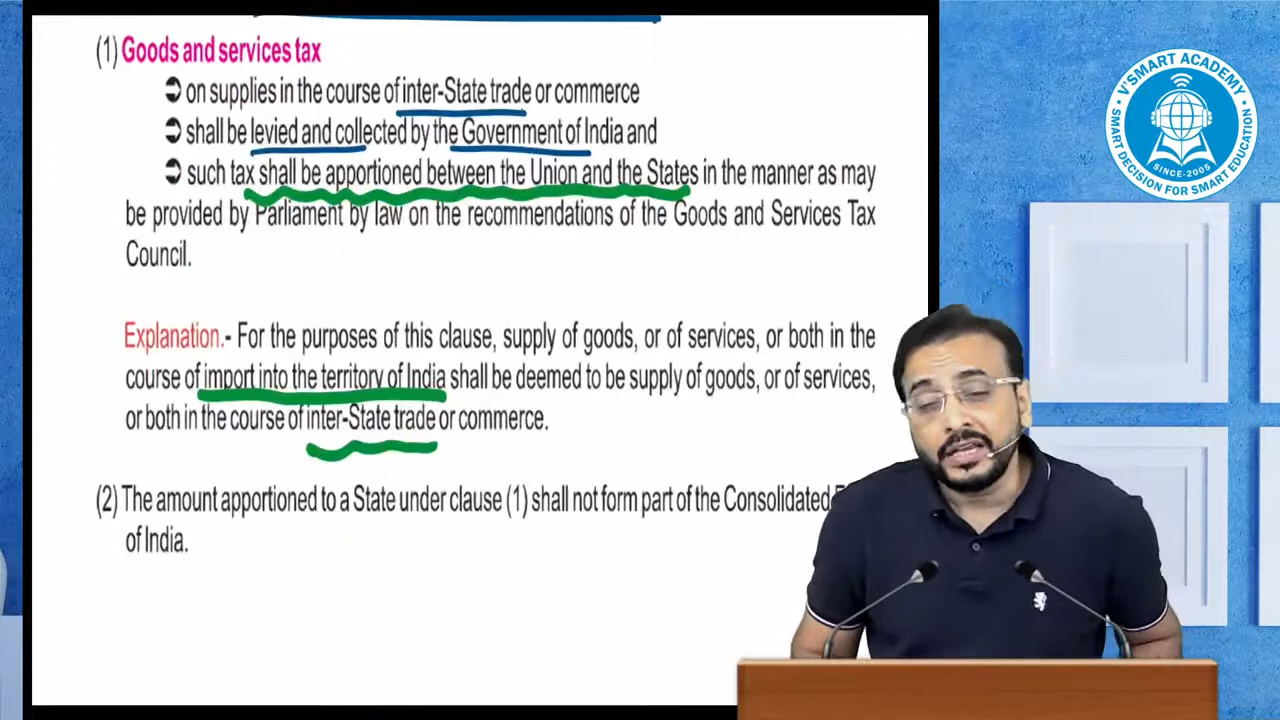 (1) Goods and services tax
➲ on supplies in the course of inter-State trade or commerce
➲ shall be levied and collected by the Government of India and
➲ such tax shall be apportioned between the Union and the States in the manner as may
be provided by Parliament by law on the recommendations of the Goods and Services Tax
Council.
Explanation.- For the purposes of this clause, supply of goods, or of services, or both in the
course of import into the territory of India shall be deemed to be supply of goods, or of services,
or both in the course of inter-State trade or commerce.
(2) The amount apportioned to a State under clause (1) shall not form part of the Consolidated
of India.
V'SMART ACADEMY
SINCE-2005
SMART DECISION FOR SMART EDUCATION